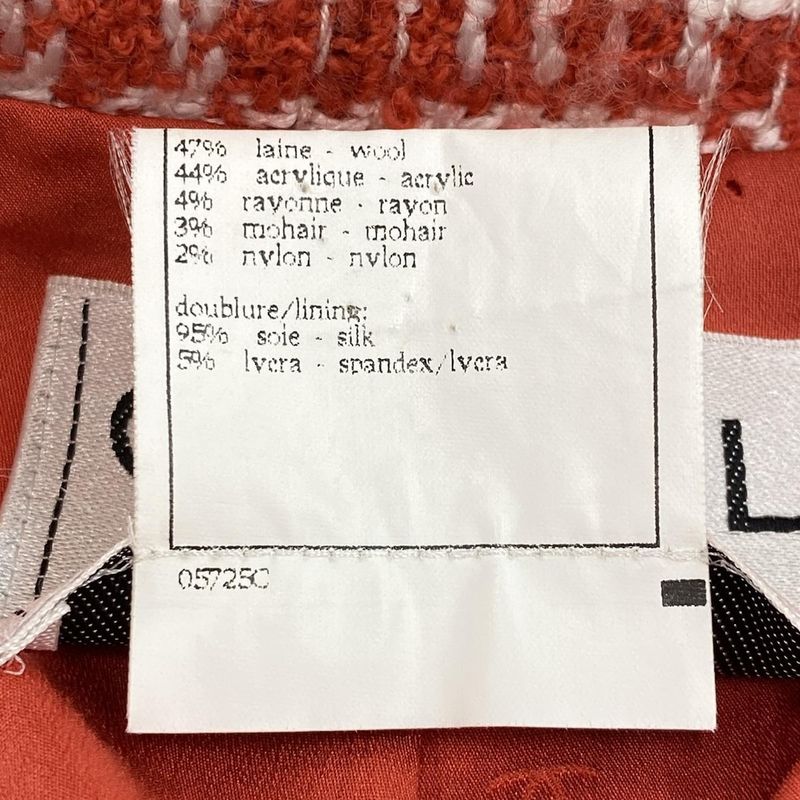 47% laine - wool
44% acrylique - acrylic
4% rayonne - rayon
3% mohair - mohair
2% nylon - nylon
doublure/lining:
95% soie - silk
5% lycra - spandex/lycra
C L
05725C